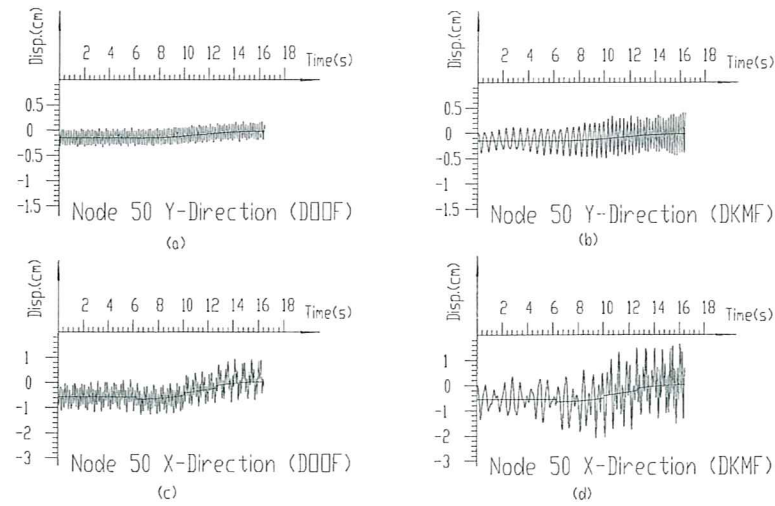 Disp.(cm)
2 4 6 8 10 12 14 16 18 Time(s)
0.5
0
-0.5
-1
-1.5
Node 50 Y-Direction (D□□F)
(a)
Disp.(cm)
2 4 6 8 10 12 14 16 18 Time(s)
0.5
0
-0.5
-1
-1.5
Node 50 Y-Direction (DKMF)
(b)
Disp.(cm)
2 4 6 8 10 12 14 16 18 Time(s)
1
0
-1
-2
-3
Node 50 X-Direction (D□□F)
(c)
Disp.(cm)
2 4 6 8 10 12 14 16 18 Time(s)
1
0
-1
-2
-3
Node 50 X-Direction (DKMF)
(d)